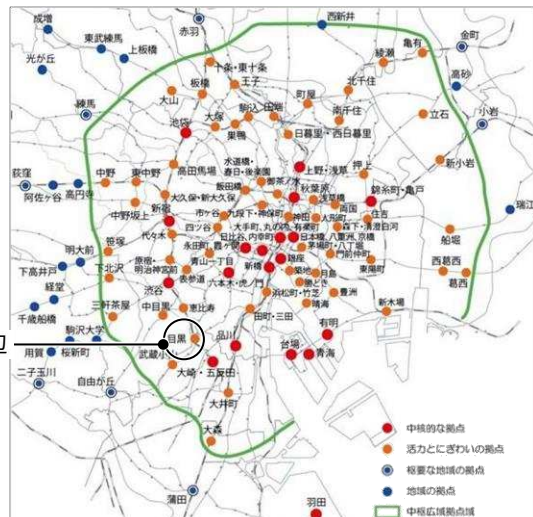 成増
東武練馬
上板橋
光が丘
練馬
赤羽
西新井
金町
亀有
綾瀬
高砂
小岩
十条・東十条
王子
板橋
大山
北千住
町屋
南千住
立石
駒込
田端
大塚
巣鴨
池袋
日暮里・西日暮里
新小岩
荻窪
阿佐ヶ谷
高円寺
中野
東中野
高田馬場
水道橋・
春日・後楽園
上野・浅草
押上
飯田橋
御茶ノ水
秋葉原
浅草橋
錦糸町・亀戸
瑞江
新宿
大久保・新大久保
中野坂上
市ヶ谷
九段下・神保町
神田
人形町
両国
住吉
森下・清澄白河
船堀
代々木
四ツ谷
大手町、丸の内、有楽町
日比谷、内幸町
日本橋、八重洲、京橋
笹塚
永田町、霞ヶ関
茅場町・八丁堀
門前仲町
東陽町
西葛西
葛西
明大前
下高井戸
下北沢
原宿・
明治神宮前
青山一丁目
表参道
新橋
銀座
築地
月島
勝どき
経堂
渋谷
六本木・虎ノ門
浜松町・竹芝
豊洲
晴海
新木場
千歳船橋
三軒茶屋
中目黒
恵比寿
田町・三田
駒沢大学
用賀
桜新町
目黒
品川
有明
台場
青海
武蔵小山
二子玉川
自由が丘
大崎・五反田
大井町
大森
蒲田
羽田
中核的な拠点
活力とにぎわいの拠点
枢要な地域の拠点
地域の拠点
中枢広域拠点域